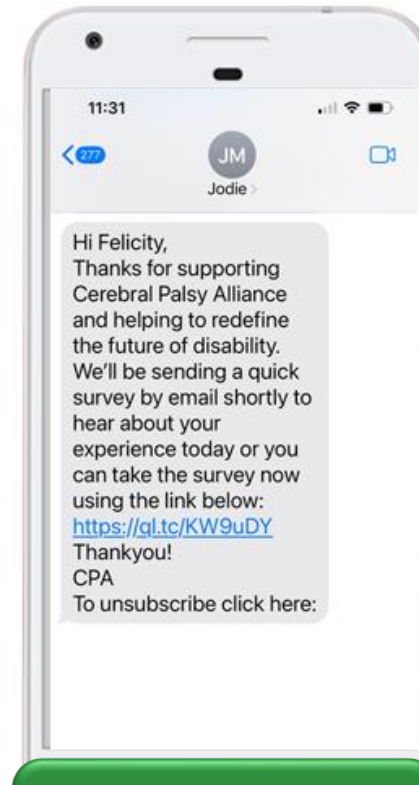 11:31
277
JM
Jodie
Hi Felicity,
Thanks for supporting
Cerebral Palsy Alliance
and helping to redefine
the future of disability.
We'll be sending a quick
survey by email shortly to
hear about your
experience today or you
can take the survey now
using the link below:
https://ql.tc/KW9uDY
Thankyou!
CPA
To unsubscribe click here: